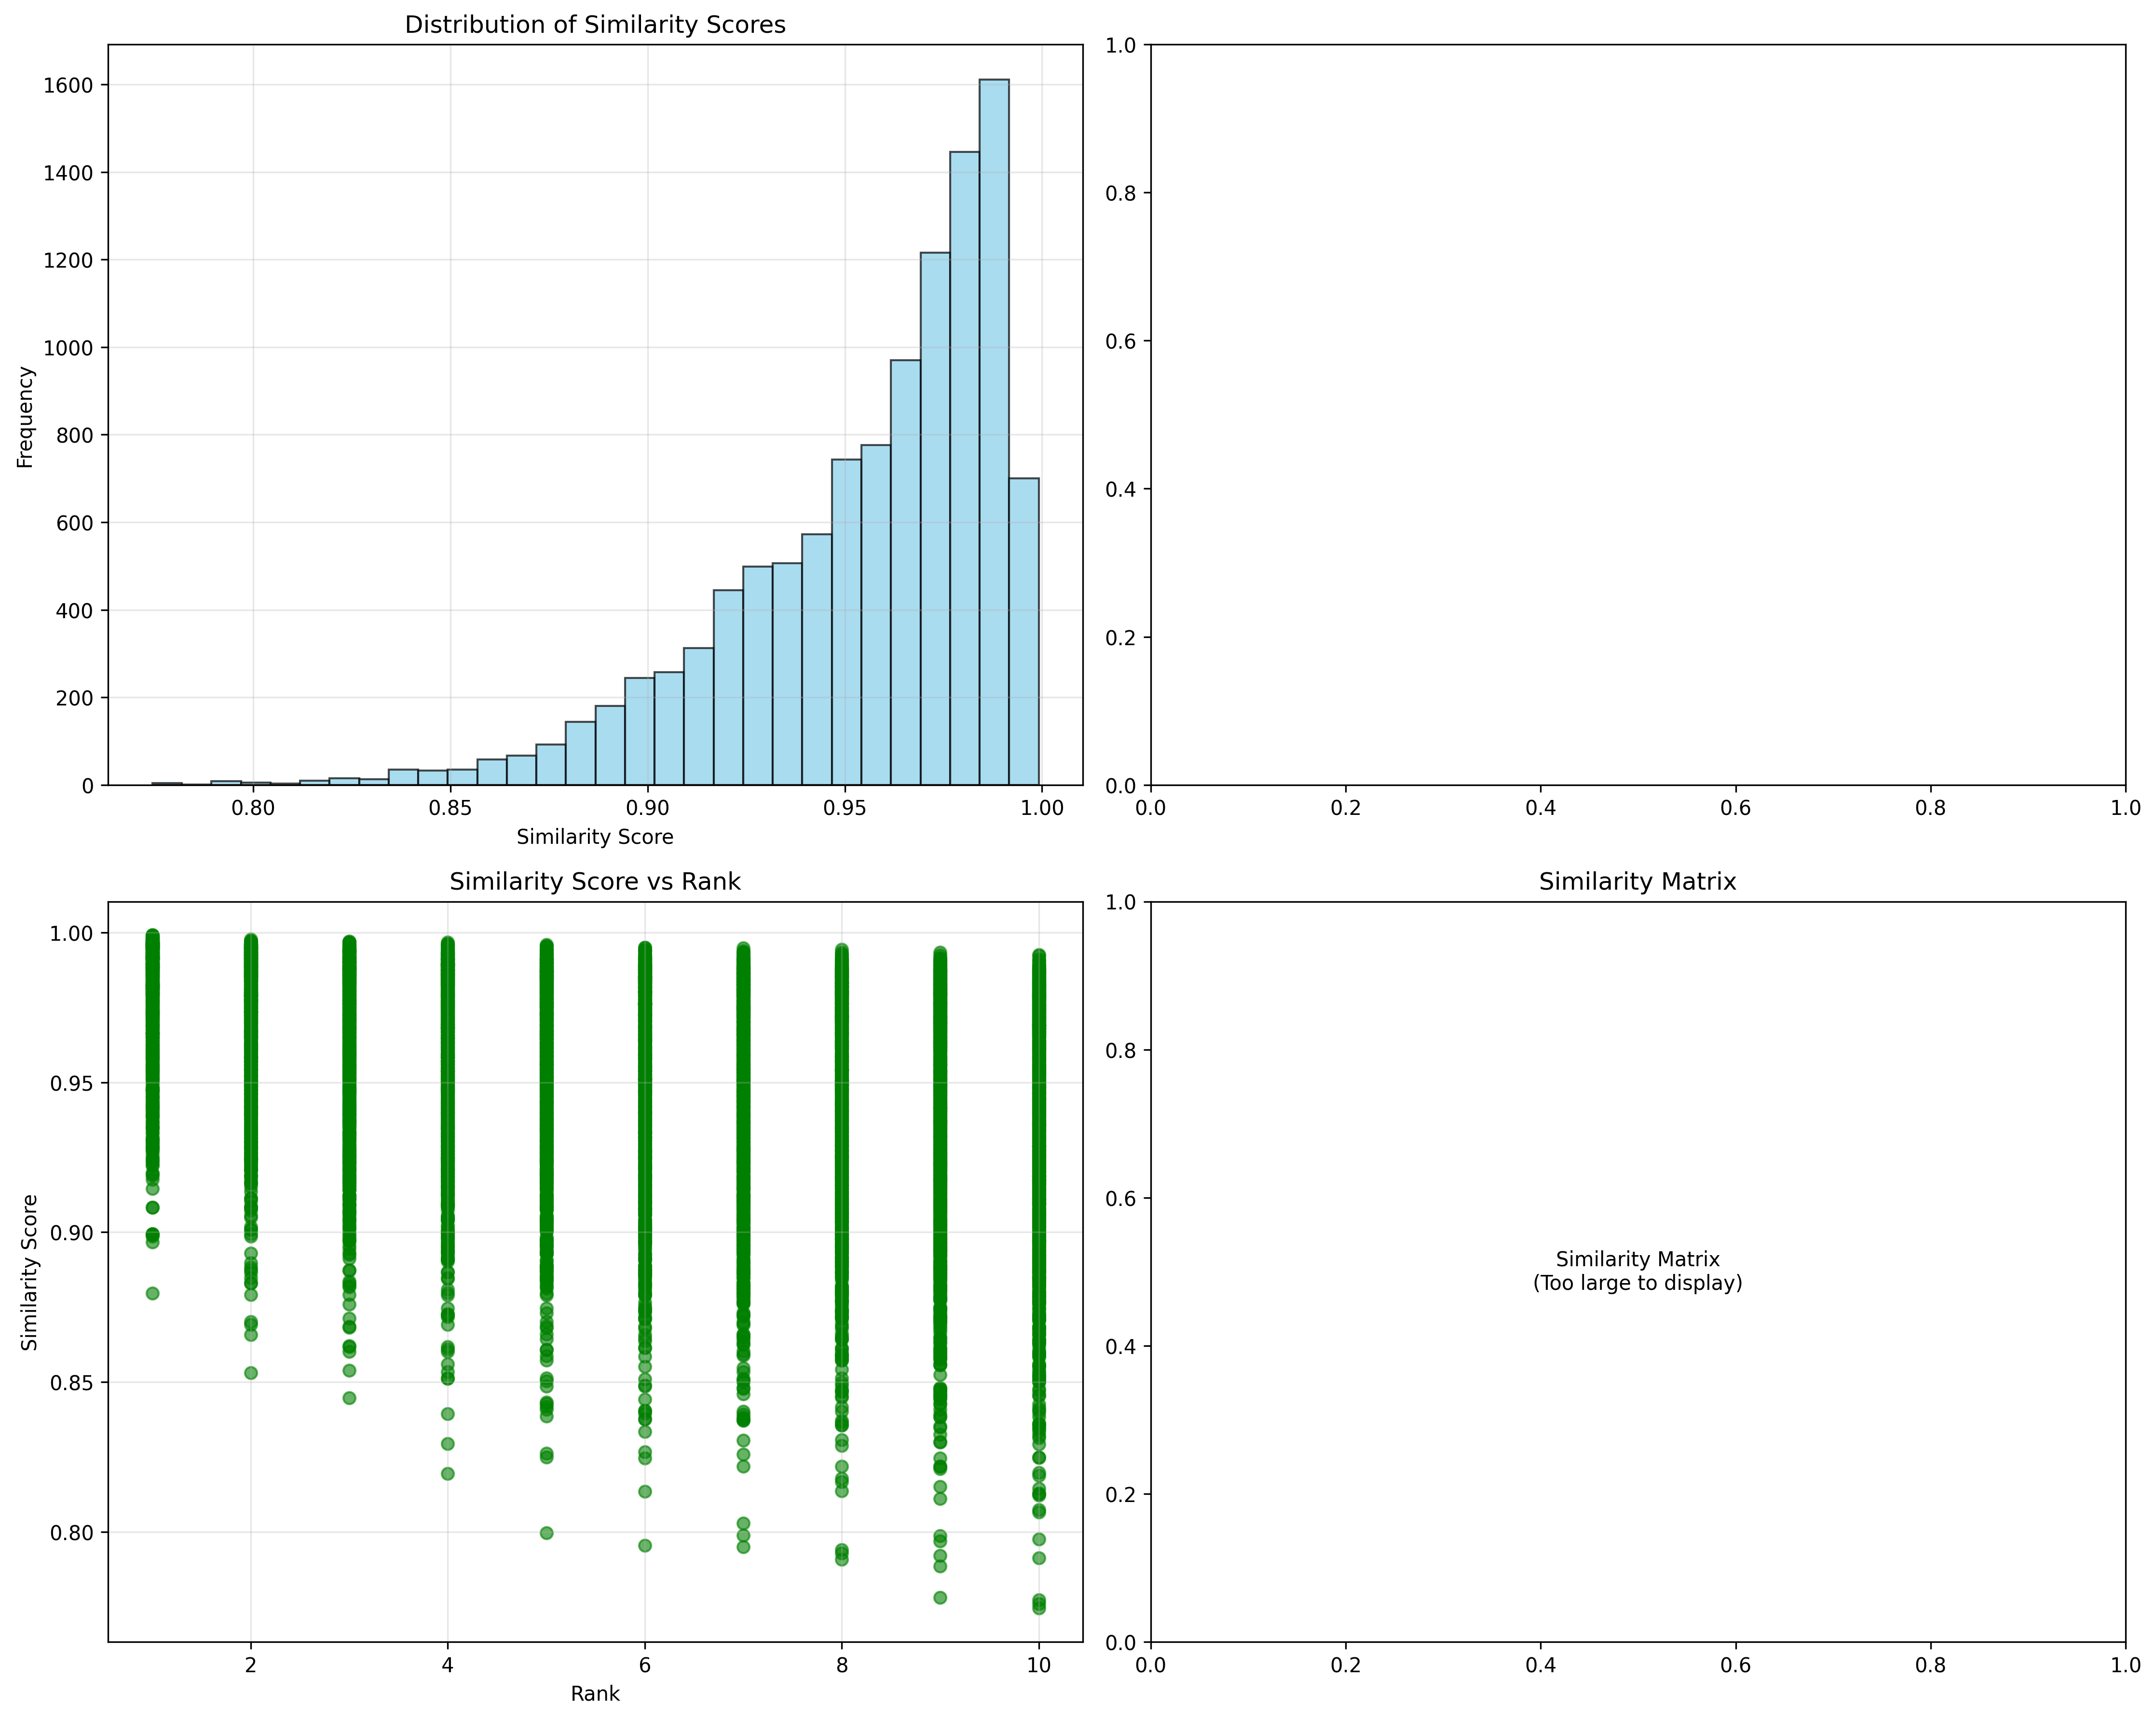 Distribution of Similarity Scores
1600
1400
1200
1000
800
600
400
200
0
Frequency
0.80 0.85 0.90 0.95 1.00
Similarity Score
1.0
0.8
0.6
0.4
0.2
0.0
0.0 0.2 0.4 0.6 0.8 1.0
Similarity Score vs Rank
1.00
0.95
0.90
0.85
0.80
Similarity Score
2 4 6 8 10
Rank
Similarity Matrix
1.0
0.8
0.6
0.4
0.2
0.0
Similarity Matrix
(Too large to display)
0.0 0.2 0.4 0.6 0.8 1.0